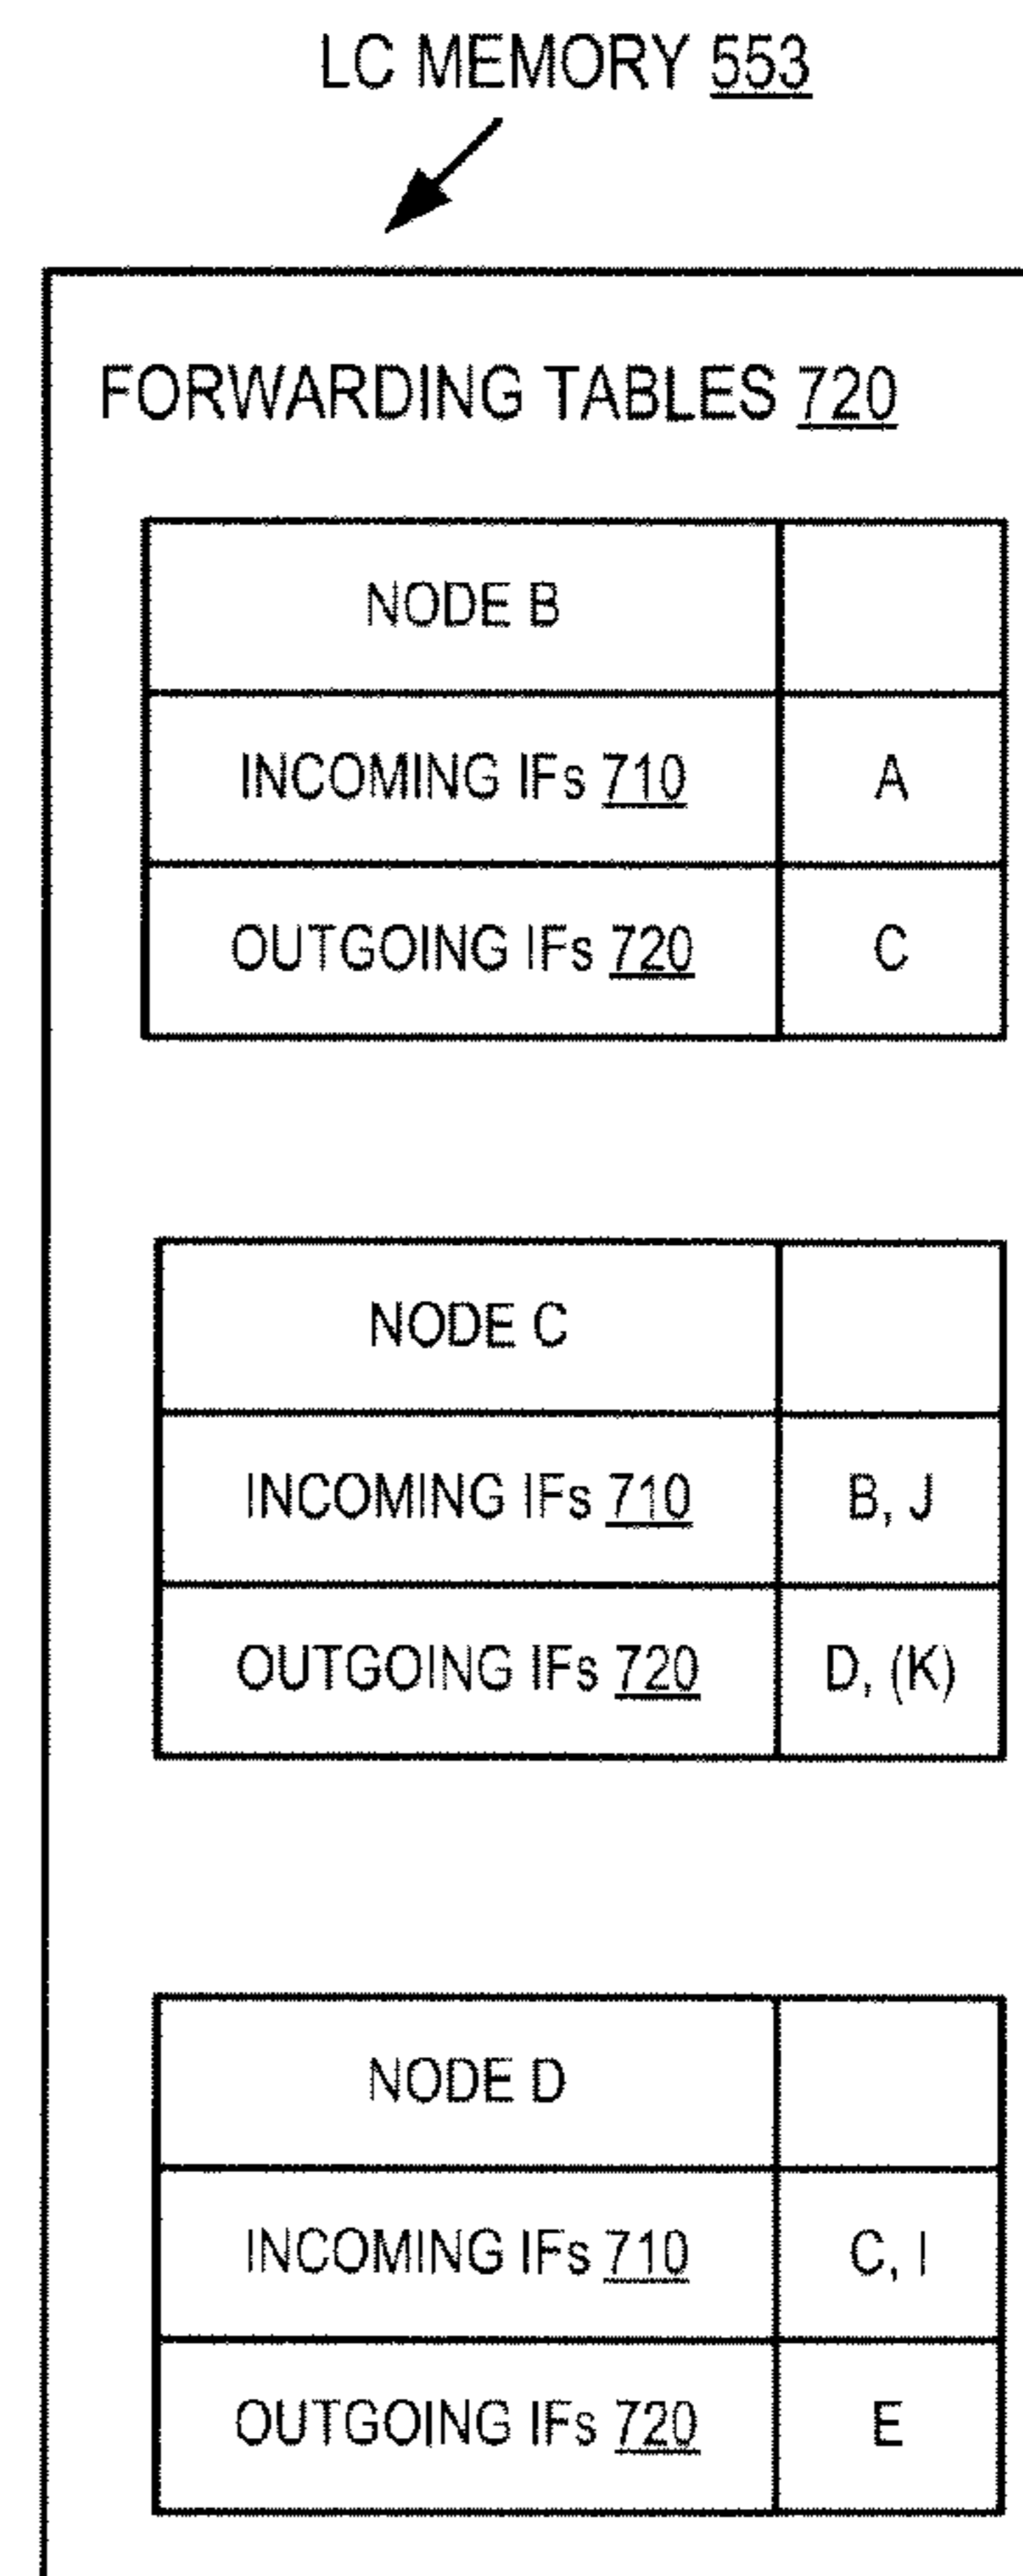 LC MEMORY 553
FORWARDING TABLES 720
NODE B
INCOMING IFs 710 A
OUTGOING IFs 720 C
NODE C
INCOMING IFs 710 B, J
OUTGOING IFs 720 D, (K)
NODE D
INCOMING IFs 710 C, I
OUTGOING IFs 720 E